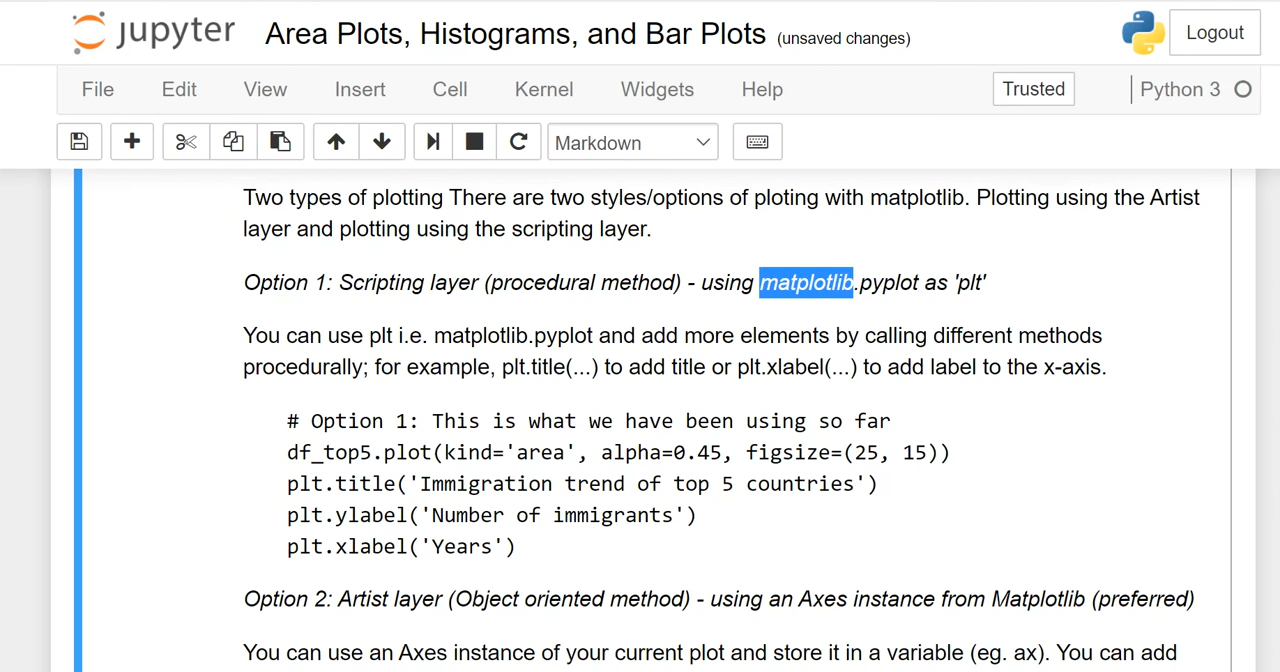 jupyter Area Plots, Histograms, and Bar Plots (unsaved changes) Logout
File Edit View Insert Cell Kernel Widgets Help Trusted Python 3
Markdown
Two types of plotting There are two styles/options of ploting with matplotlib. Plotting using the Artist
layer and plotting using the scripting layer.
Option 1: Scripting layer (procedural method) - using matplotlib.pyplot as 'plt'
You can use plt i.e. matplotlib.pyplot and add more elements by calling different methods
procedurally; for example, plt.title(...) to add title or plt.xlabel(...) to add label to the x-axis.
# Option 1: This is what we have been using so far
df_top5.plot(kind='area', alpha=0.45, figsize=(25, 15))
plt.title('Immigration trend of top 5 countries')
plt.ylabel('Number of immigrants')
plt.xlabel('Years')
Option 2: Artist layer (Object oriented method) - using an Axes instance from Matplotlib (preferred)
You can use an Axes instance of your current plot and store it in a variable (eg. ax). You can add